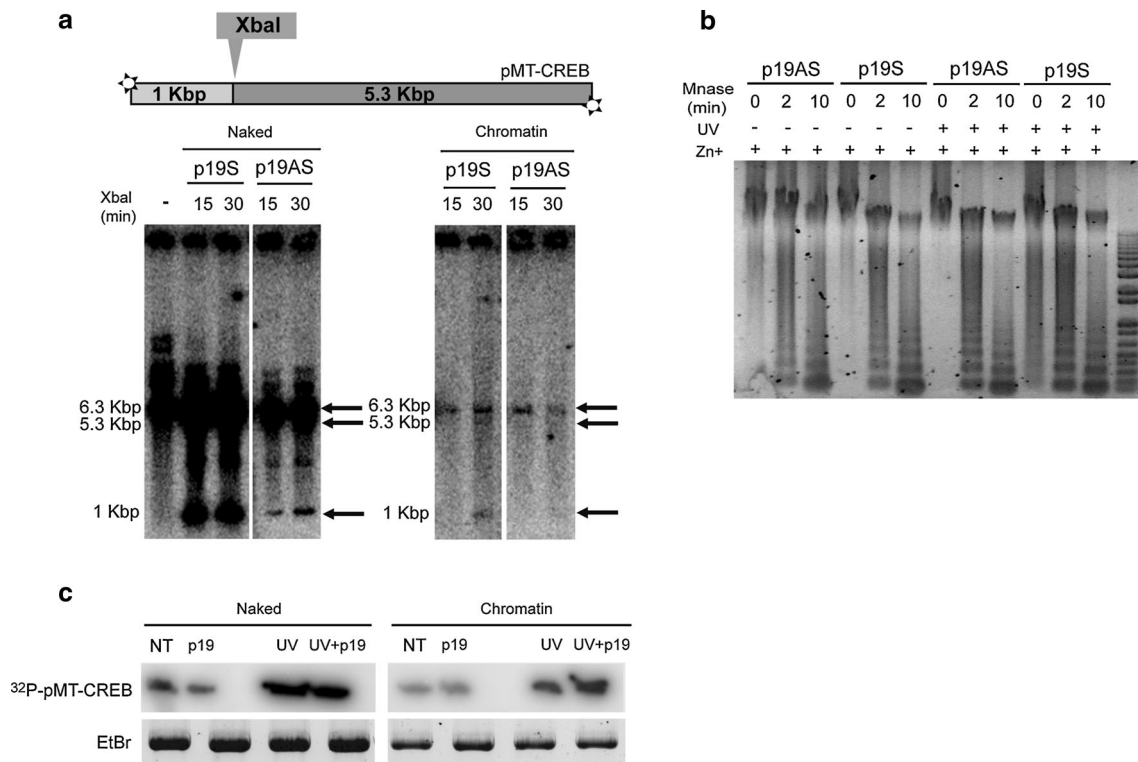 a
XbaI
pMT-CREB
1 Kbp 5.3 Kbp
Naked Chromatin
p19S p19AS p19S p19AS
XbaI (min) - 15 30 15 30 15 30 15 30
6.3 Kbp 6.3 Kbp
5.3 Kbp 5.3 Kbp
1 Kbp 1 Kbp
b
p19AS p19S p19AS p19S
Mnase (min) 0 2 10 0 2 10 0 2 10 0 2 10
UV - - - - - - + + + + + +
Zn+ + + + + + + + + + + + +
c
Naked Chromatin
NT p19 UV UV+p19 NT p19 UV UV+p19
³²P-pMT-CREB
EtBr